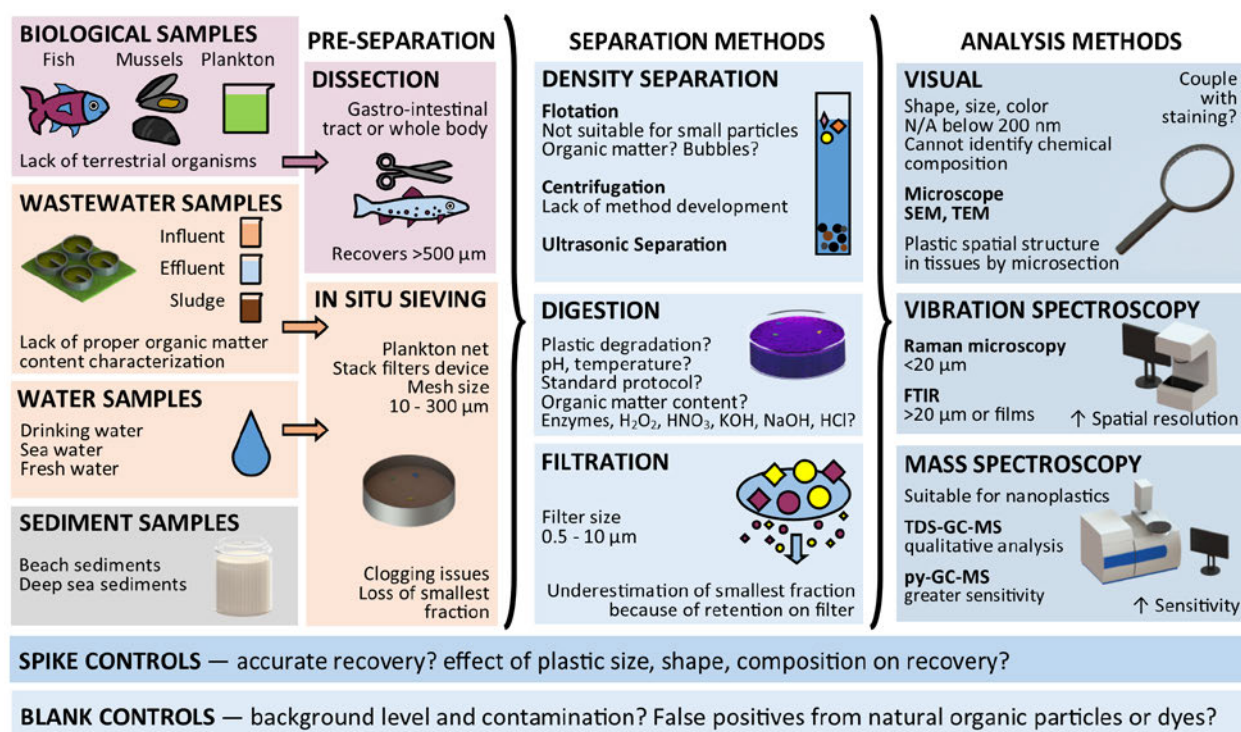 BIOLOGICAL SAMPLES
Fish Mussels Plankton
Lack of terrestrial organisms
WASTEWATER SAMPLES
Influent
Effluent
Sludge
Lack of proper organic matter
content characterization
WATER SAMPLES
Drinking water
Sea water
Fresh water
SEDIMENT SAMPLES
Beach sediments
Deep sea sediments
PRE-SEPARATION
DISSECTION
Gastro-intestinal
tract or whole body
Recovers >500 µm
IN SITU SIEVING
Plankton net
Stack filters device
Mesh size
10 - 300 µm
Clogging issues
Loss of smallest
fraction
SEPARATION METHODS
DENSITY SEPARATION
Flotation
Not suitable for small particles
Organic matter? Bubbles?
Centrifugation
Lack of method development
Ultrasonic Separation
DIGESTION
Plastic degradation?
pH, temperature?
Standard protocol?
Organic matter content?
Enzymes, H₂O₂, HNO₃, KOH, NaOH, HCl?
FILTRATION
Filter size
0.5 - 10 µm
Underestimation of smallest fraction
because of retention on filter
ANALYSIS METHODS
VISUAL
Shape, size, color
N/A below 200 nm
Cannot identify chemical
composition
Couple
with
staining?
Microscope
SEM, TEM
Plastic spatial structure
in tissues by microsection
VIBRATION SPECTROSCOPY
Raman microscopy
<20 µm
FTIR
>20 µm or films
↑ Spatial resolution
MASS SPECTROSCOPY
Suitable for nanoplastics
TDS-GC-MS
qualitative analysis
py-GC-MS
greater sensitivity
↑ Sensitivity
SPIKE CONTROLS — accurate recovery? effect of plastic size, shape, composition on recovery?
BLANK CONTROLS — background level and contamination? False positives from natural organic particles or dyes?